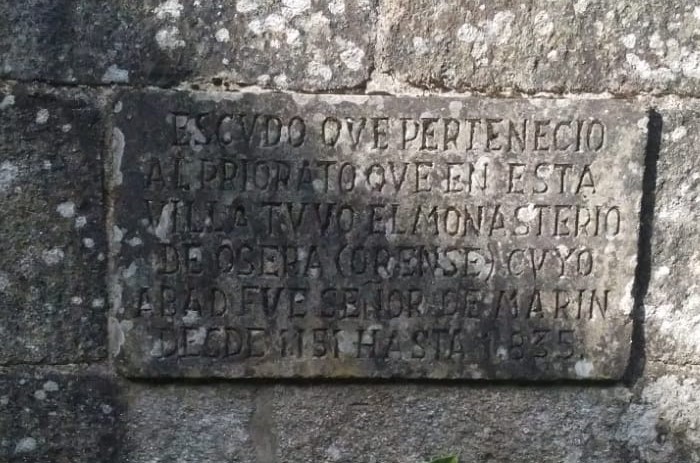 ESCVDO QVE PERTENECIO
AL PRIORATO QVE EN ESTA
VILLA TVVO EL MONASTERIO
DE OSERA (ORENSE) CVYO
ABAD FVE SEÑOR DE MARIN
DESDE 1151 HASTA 1835